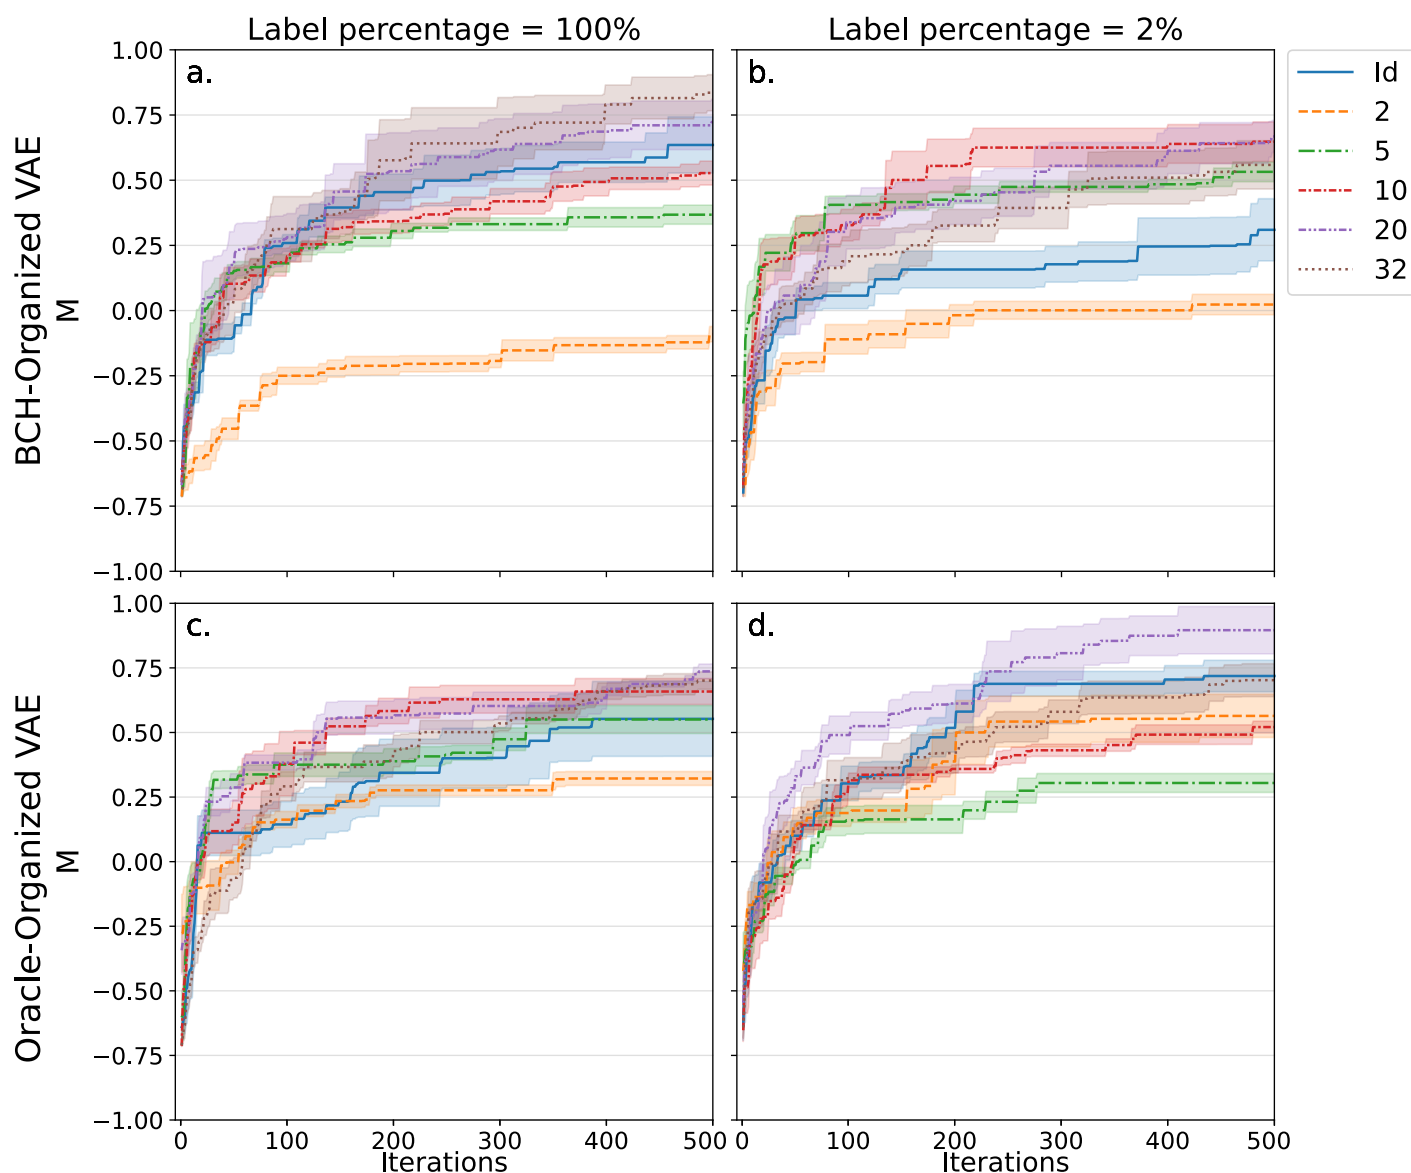 Label percentage = 100%
Label percentage = 2%
BCH-Organized VAE
M
1.00
0.75
0.50
0.25
0.00
−0.25
−0.50
−0.75
−1.00
a.
b.
Id
2
5
10
20
32
Oracle-Organized VAE
M
1.00
0.75
0.50
0.25
0.00
−0.25
−0.50
−0.75
−1.00
c.
d.
0 100 200 300 400 500
Iterations
0 100 200 300 400 500
Iterations